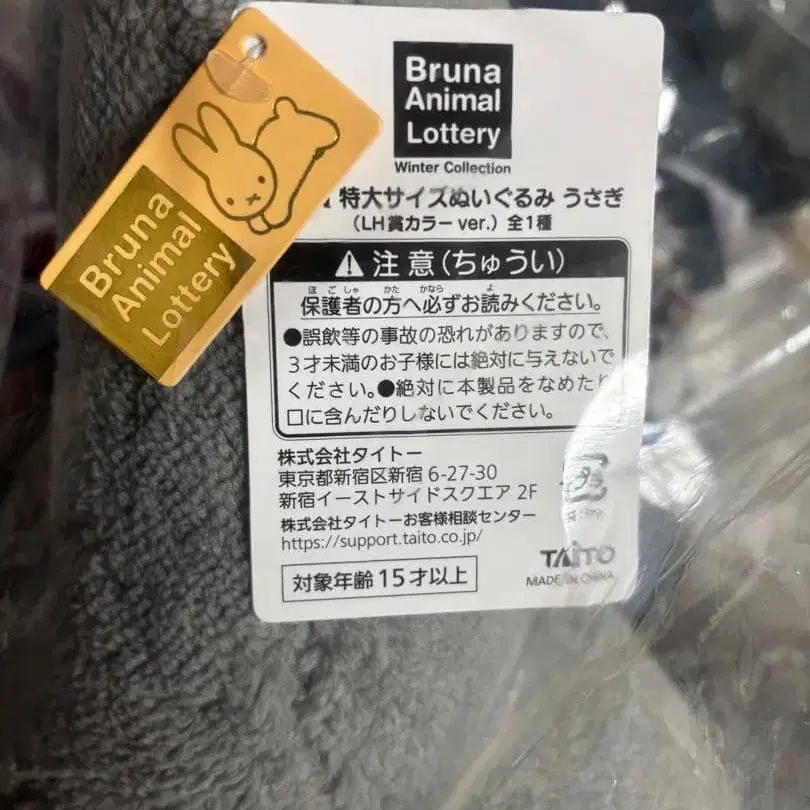 Bruna
Animal
Lottery
Bruna
Animal
Lottery
Winter Collection
特大サイズぬいぐるみ うさぎ
(LH賞カラーver.) 全1種
注意(ちゅうい)
ほごしゃ かた かなら よ
保護者の方へ必ずお読みください。
●誤飲等の事故の恐れがありますので、
3才未満のお子様には絶対に与えないで
ください。●絶対に本製品をなめたり
口に含んだりしないでください。
株式会社タイトー
東京都新宿区新宿 6-27-30
新宿イーストサイドスクエア 2F
株式会社タイトーお客様相談センター
https://support.taito.co.jp/
プラ
対象年齢15才以上
TAITO
MADE IN CHINA